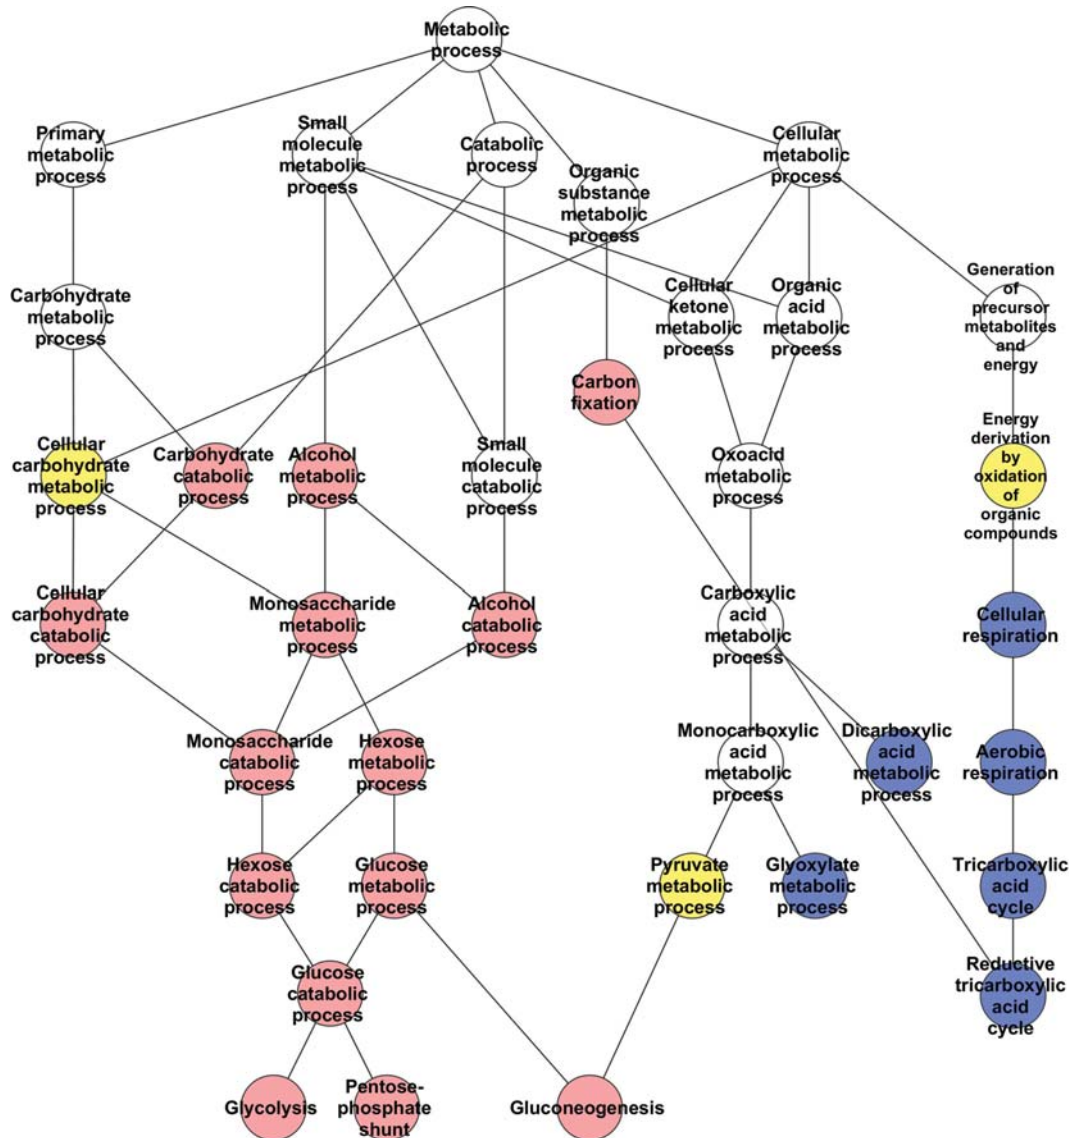 Metabolic
process
Primary
metabolic
process
Small
molecule
metabolic
process
Catabolic
process
Organic
substance
metabolic
process
Cellular
metabolic
process
Carbohydrate
metabolic
process
Cellular
ketone
metabolic
process
Organic
acid
metabolic
process
Generation
of
precursor
metabolites
and
energy
Carbon
fixation
Cellular
carbohydrate
metabolic
process
Carbohydrate
catabolic
process
Alcohol
metabolic
process
Small
molecule
catabolic
process
Oxoacid
metabolic
process
Energy
derivation
by
oxidation
of
organic
compounds
Cellular
carbohydrate
catabolic
process
Monosaccharide
metabolic
process
Alcohol
catabolic
process
Carboxylic
acid
metabolic
process
Cellular
respiration
Monosaccharide
catabolic
process
Hexose
metabolic
process
Monocarboxylic
acid
metabolic
process
Dicarboxylic
acid
metabolic
process
Aerobic
respiration
Hexose
catabolic
process
Glucose
metabolic
process
Pyruvate
metabolic
process
Glyoxylate
metabolic
process
Tricarboxylic
acid
cycle
Glucose
catabolic
process
Reductive
tricarboxylic
acid
cycle
Glycolysis
Pentose-
phosphate
shunt
Gluconeogenesis